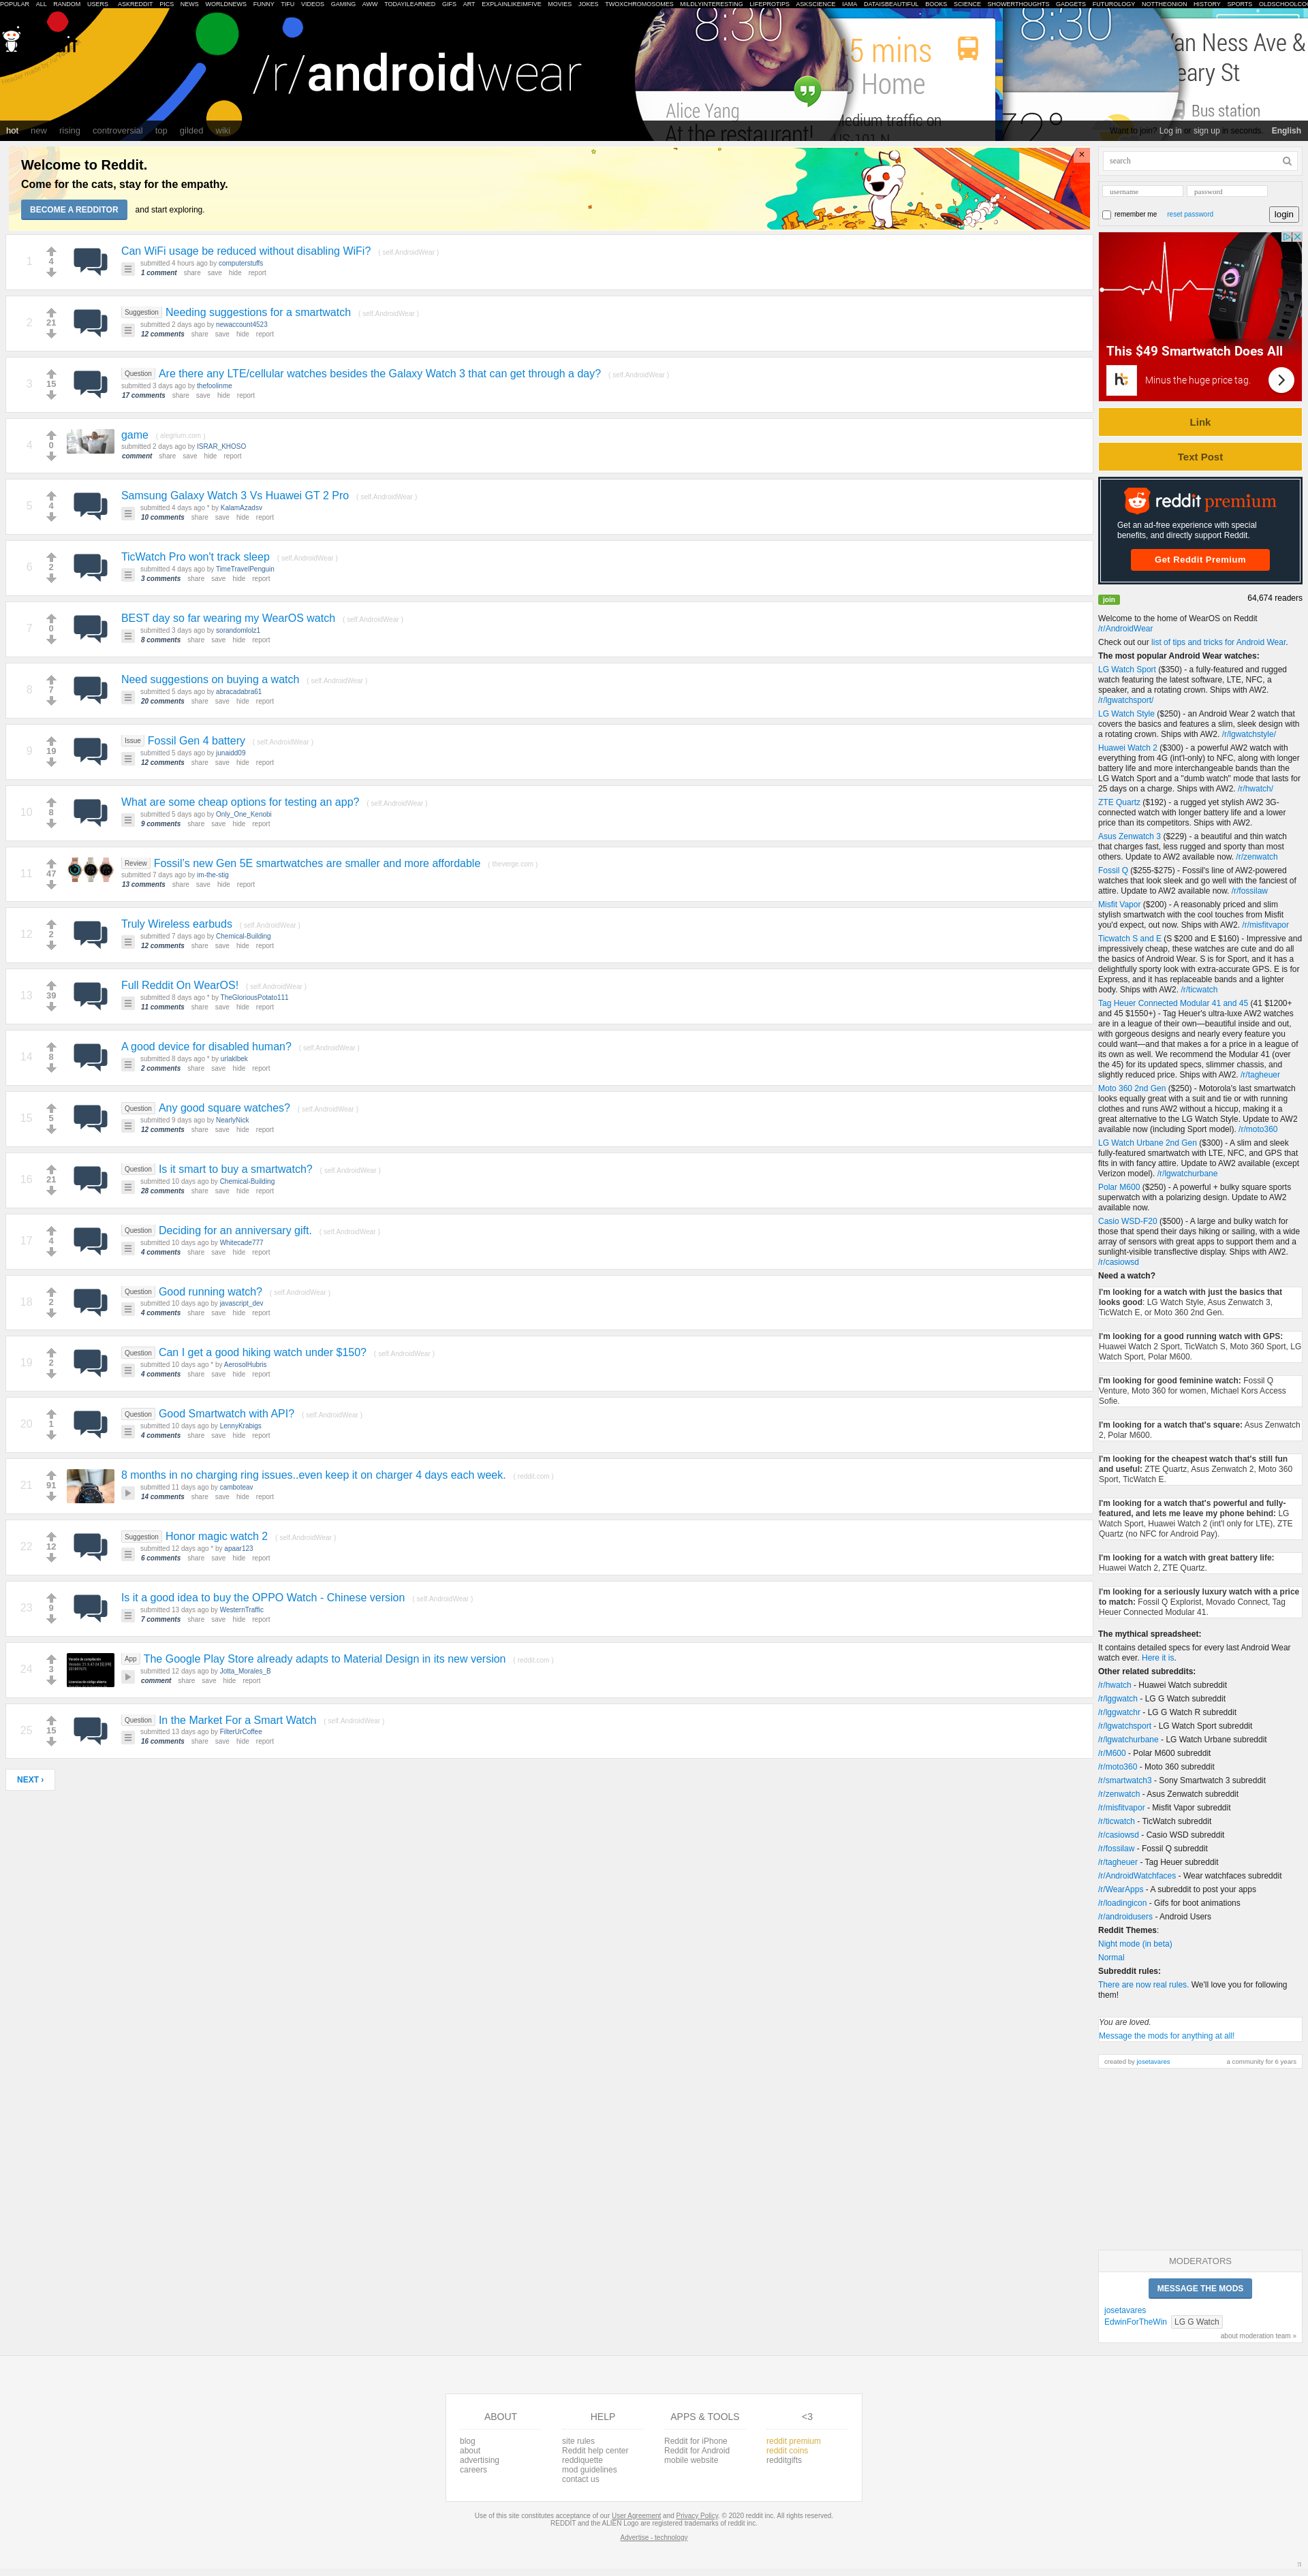 POPULAR ALL RANDOM USERS ASKREDDIT PICS NEWS WORLDNEWS FUNNY TIFU VIDEOS GAMING AWW TODAYILEARNED GIFS ART EXPLAINLIKEIMFIVE MOVIES JOKES TWOXCHROMOSOMES MILDLYINTERESTING LIFEPROTIPS ASKSCIENCE IAMA DATAISBEAUTIFUL BOOKS SCIENCE SHOWERTHOUGHTS GADGETS FUTUROLOGY NOTTHEONION HISTORY SPORTS OLDSCHOOLCOO
/r/androidwear
8:30
Alice Yang
At the restaurant!
5 mins
o Home
Medium traffic on
US-101 N
8:30
72°
Van Ness Ave &
eary St
Bus station
hot new rising controversial top gilded wiki
Want to join? Log in or sign up in seconds. English
Welcome to Reddit.
Come for the cats, stay for the empathy.
BECOME A REDDITOR and start exploring.
1 4 Can WiFi usage be reduced without disabling WiFi? ( self.AndroidWear )
submitted 4 hours ago by computerstuffs
1 comment share save hide report
2 21 Suggestion Needing suggestions for a smartwatch ( self.AndroidWear )
submitted 2 days ago by newaccount4523
12 comments share save hide report
3 15 Question Are there any LTE/cellular watches besides the Galaxy Watch 3 that can get through a day? ( self.AndroidWear )
submitted 3 days ago by thefoolinme
17 comments share save hide report
4 0 game ( alegrium.com )
submitted 2 days ago by ISRAR_KHOSO
comment share save hide report
5 4 Samsung Galaxy Watch 3 Vs Huawei GT 2 Pro ( self.AndroidWear )
submitted 4 days ago * by KalamAzadsv
10 comments share save hide report
6 2 TicWatch Pro won't track sleep ( self.AndroidWear )
submitted 4 days ago by TimeTravelPenguin
3 comments share save hide report
7 0 BEST day so far wearing my WearOS watch ( self.AndroidWear )
submitted 3 days ago by sorandomlolz1
8 comments share save hide report
8 7 Need suggestions on buying a watch ( self.AndroidWear )
submitted 5 days ago by abracadabra61
20 comments share save hide report
9 19 Issue Fossil Gen 4 battery ( self.AndroidWear )
submitted 5 days ago by junaidd09
12 comments share save hide report
10 8 What are some cheap options for testing an app? ( self.AndroidWear )
submitted 5 days ago by Only_One_Kenobi
9 comments share save hide report
11 47 Review Fossil's new Gen 5E smartwatches are smaller and more affordable ( theverge.com )
submitted 7 days ago by im-the-stig
13 comments share save hide report
12 2 Truly Wireless earbuds ( self.AndroidWear )
submitted 7 days ago by Chemical-Building
12 comments share save hide report
13 39 Full Reddit On WearOS! ( self.AndroidWear )
submitted 8 days ago * by TheGloriousPotato111
11 comments share save hide report
14 8 A good device for disabled human? ( self.AndroidWear )
submitted 8 days ago * by urlaklbek
2 comments share save hide report
15 5 Question Any good square watches? ( self.AndroidWear )
submitted 9 days ago by NearlyNick
12 comments share save hide report
16 21 Question Is it smart to buy a smartwatch? ( self.AndroidWear )
submitted 10 days ago by Chemical-Building
28 comments share save hide report
17 4 Question Deciding for an anniversary gift. ( self.AndroidWear )
submitted 10 days ago by Whitecade777
4 comments share save hide report
18 2 Question Good running watch? ( self.AndroidWear )
submitted 10 days ago by javascript_dev
4 comments share save hide report
19 2 Question Can I get a good hiking watch under $150? ( self.AndroidWear )
submitted 10 days ago * by AerosolHubris
4 comments share save hide report
20 1 Question Good Smartwatch with API? ( self.AndroidWear )
submitted 10 days ago by LennyKrabigs
4 comments share save hide report
21 91 8 months in no charging ring issues..even keep it on charger 4 days each week. ( reddit.com )
submitted 11 days ago by camboteav
14 comments share save hide report
22 12 Suggestion Honor magic watch 2 ( self.AndroidWear )
submitted 12 days ago * by apaar123
6 comments share save hide report
23 9 Is it a good idea to buy the OPPO Watch - Chinese version ( self.AndroidWear )
submitted 13 days ago by WesternTraffic
7 comments share save hide report
24 3 App The Google Play Store already adapts to Material Design in its new version ( reddit.com )
submitted 12 days ago by Jotta_Morales_B
comment share save hide report
25 15 Question In the Market For a Smart Watch ( self.AndroidWear )
submitted 13 days ago by FilterUrCoffee
16 comments share save hide report
NEXT ›
search
username password
remember me reset password login
This $49 Smartwatch Does All
Minus the huge price tag.
Link
Text Post
reddit premium
Get an ad-free experience with special
benefits, and directly support Reddit.
Get Reddit Premium
join 64,674 readers
Welcome to the home of WearOS on Reddit
/r/AndroidWear
Check out our list of tips and tricks for Android Wear.
The most popular Android Wear watches:
LG Watch Sport ($350) - a fully-featured and rugged
watch featuring the latest software, LTE, NFC, a
speaker, and a rotating crown. Ships with AW2.
/r/lgwatchsport/
LG Watch Style ($250) - an Android Wear 2 watch that
covers the basics and features a slim, sleek design with
a rotating crown. Ships with AW2. /r/lgwatchstyle/
Huawei Watch 2 ($300) - a powerful AW2 watch with
everything from 4G (int'l-only) to NFC, along with longer
battery life and more interchangeable bands than the
LG Watch Sport and a "dumb watch" mode that lasts for
25 days on a charge. Ships with AW2. /r/hwatch/
ZTE Quartz ($192) - a rugged yet stylish AW2 3G-
connected watch with longer battery life and a lower
price than its competitors. Ships with AW2.
Asus Zenwatch 3 ($229) - a beautiful and thin watch
that charges fast, less rugged and sporty than most
others. Update to AW2 available now. /r/zenwatch
Fossil Q ($255-$275) - Fossil's line of AW2-powered
watches that look sleek and go well with the fanciest of
attire. Update to AW2 available now. /r/fossilaw
Misfit Vapor ($200) - A reasonably priced and slim
stylish smartwatch with the cool touches from Misfit
you'd expect, out now. Ships with AW2. /r/misfitvapor
Ticwatch S and E (S $200 and E $160) - Impressive and
impressively cheap, these watches are cute and do all
the basics of Android Wear. S is for Sport, and it has a
delightfully sporty look with extra-accurate GPS. E is for
Express, and it has replaceable bands and a lighter
body. Ships with AW2. /r/ticwatch
Tag Heuer Connected Modular 41 and 45 (41 $1200+
and 45 $1550+) - Tag Heuer's ultra-luxe AW2 watches
are in a league of their own—beautiful inside and out,
with gorgeous designs and nearly every feature you
could want—and that makes a for a price in a league of
its own as well. We recommend the Modular 41 (over
the 45) for its updated specs, slimmer chassis, and
slightly reduced price. Ships with AW2. /r/tagheuer
Moto 360 2nd Gen ($250) - Motorola's last smartwatch
looks equally great with a suit and tie or with running
clothes and runs AW2 without a hiccup, making it a
great alternative to the LG Watch Style. Update to AW2
available now (including Sport model). /r/moto360
LG Watch Urbane 2nd Gen ($300) - A slim and sleek
fully-featured smartwatch with LTE, NFC, and GPS that
fits in with fancy attire. Update to AW2 available (except
Verizon model). /r/lgwatchurbane
Polar M600 ($250) - A powerful + bulky square sports
superwatch with a polarizing design. Update to AW2
available now.
Casio WSD-F20 ($500) - A large and bulky watch for
those that spend their days hiking or sailing, with a wide
array of sensors with great apps to support them and a
sunlight-visible transflective display. Ships with AW2.
/r/casiowsd
Need a watch?
I'm looking for a watch with just the basics that
looks good: LG Watch Style, Asus Zenwatch 3,
TicWatch E, or Moto 360 2nd Gen.
I'm looking for a good running watch with GPS:
Huawei Watch 2 Sport, TicWatch S, Moto 360 Sport, LG
Watch Sport, Polar M600.
I'm looking for good feminine watch: Fossil Q
Venture, Moto 360 for women, Michael Kors Access
Sofie.
I'm looking for a watch that's square: Asus Zenwatch
2, Polar M600.
I'm looking for the cheapest watch that's still fun
and useful: ZTE Quartz, Asus Zenwatch 2, Moto 360
Sport, TicWatch E.
I'm looking for a watch that's powerful and fully-
featured, and lets me leave my phone behind: LG
Watch Sport, Huawei Watch 2 (int'l only for LTE), ZTE
Quartz (no NFC for Android Pay).
I'm looking for a watch with great battery life:
Huawei Watch 2, ZTE Quartz.
I'm looking for a seriously luxury watch with a price
to match: Fossil Q Explorist, Movado Connect, Tag
Heuer Connected Modular 41.
The mythical spreadsheet:
It contains detailed specs for every last Android Wear
watch ever. Here it is.
Other related subreddits:
/r/hwatch - Huawei Watch subreddit
/r/lggwatch - LG G Watch subreddit
/r/lggwatchr - LG G Watch R subreddit
/r/lgwatchsport - LG Watch Sport subreddit
/r/lgwatchurbane - LG Watch Urbane subreddit
/r/M600 - Polar M600 subreddit
/r/moto360 - Moto 360 subreddit
/r/smartwatch3 - Sony Smartwatch 3 subreddit
/r/zenwatch - Asus Zenwatch subreddit
/r/misfitvapor - Misfit Vapor subreddit
/r/ticwatch - TicWatch subreddit
/r/casiowsd - Casio WSD subreddit
/r/fossilaw - Fossil Q subreddit
/r/tagheuer - Tag Heuer subreddit
/r/AndroidWatchfaces - Wear watchfaces subreddit
/r/WearApps - A subreddit to post your apps
/r/loadingicon - Gifs for boot animations
/r/androidusers - Android Users
Reddit Themes:
Night mode (in beta)
Normal
Subreddit rules:
There are now real rules. We'll love you for following
them!
You are loved.
Message the mods for anything at all!
created by josetavares a community for 6 years
MODERATORS
MESSAGE THE MODS
josetavares
EdwinForTheWin LG G Watch
about moderation team »
ABOUT
blog
about
advertising
careers
HELP
site rules
Reddit help center
reddiquette
mod guidelines
contact us
APPS & TOOLS
Reddit for iPhone
Reddit for Android
mobile website
<3
reddit premium
reddit coins
redditgifts
Use of this site constitutes acceptance of our User Agreement and Privacy Policy. © 2020 reddit inc. All rights reserved.
REDDIT and the ALIEN Logo are registered trademarks of reddit inc.
Advertise - technology
π